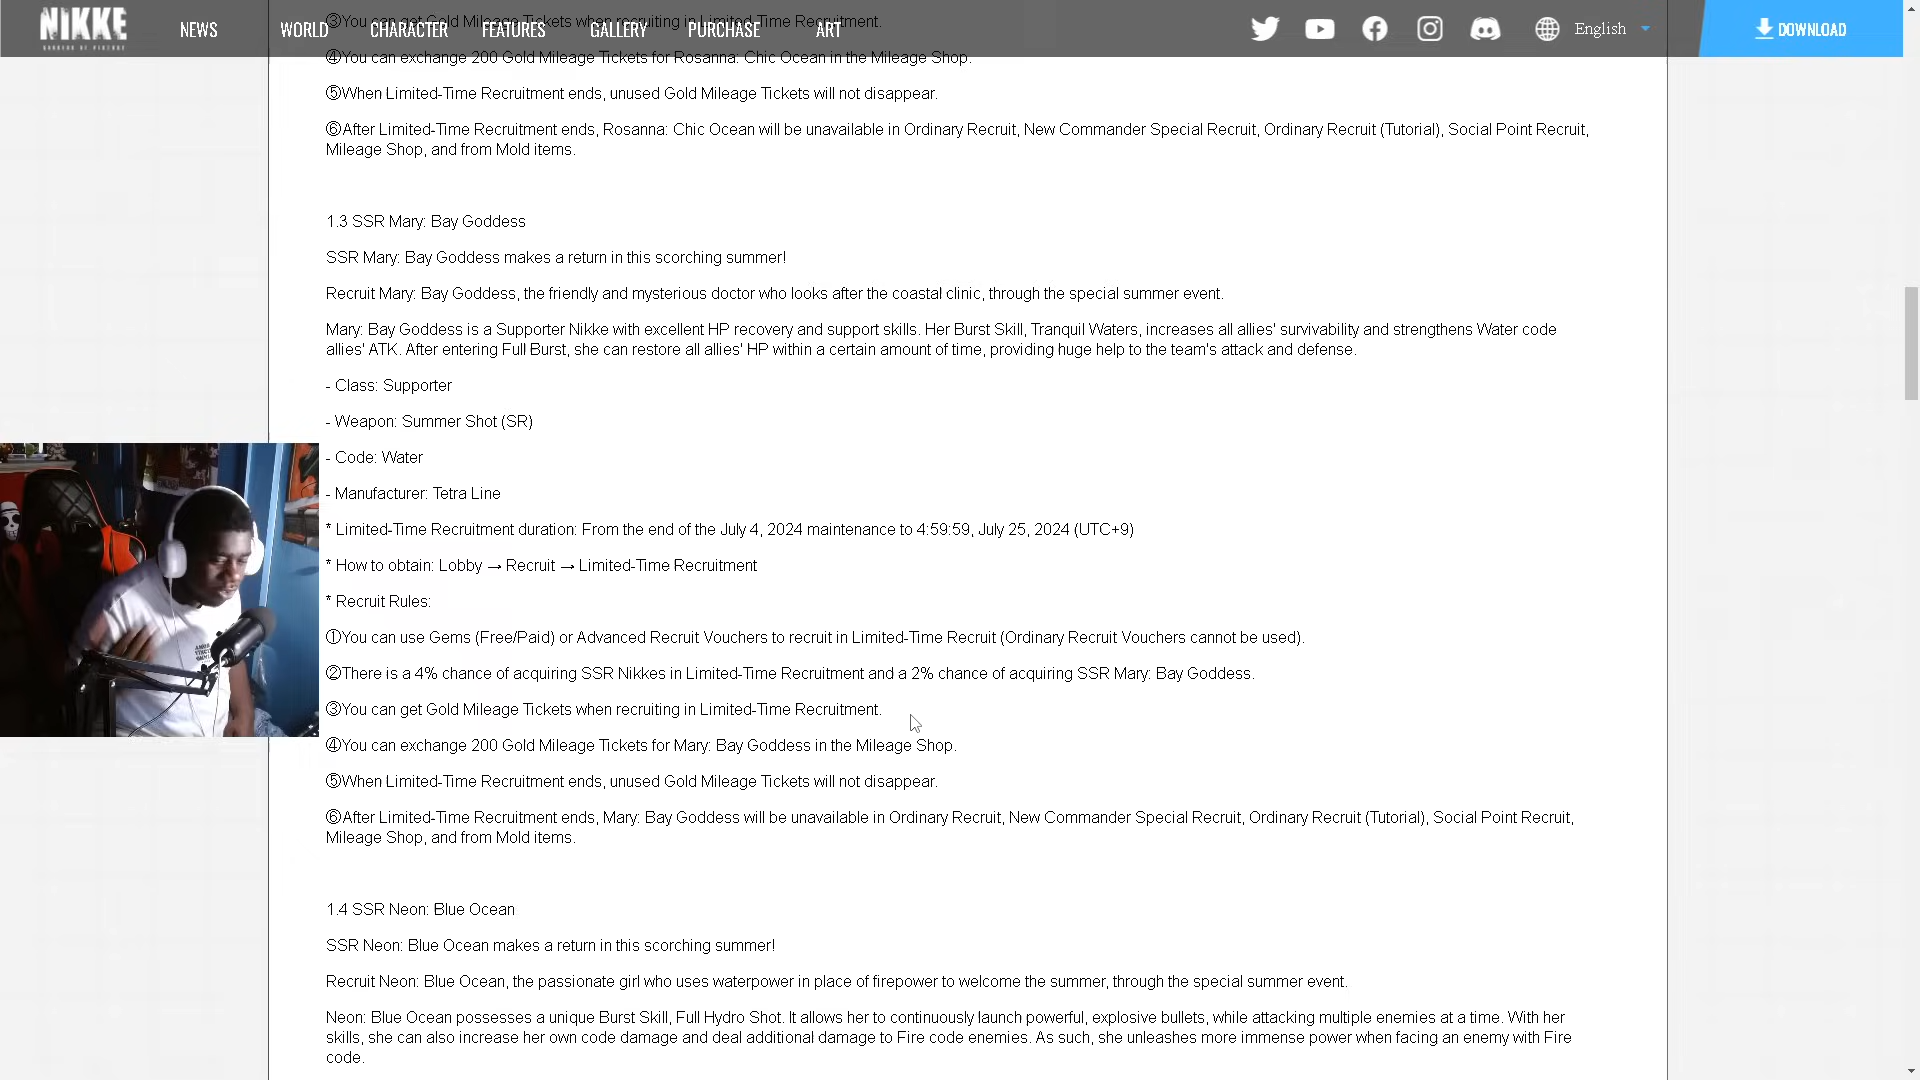 ③You can get Gold Mileage Tickets when recruiting in Limited-Time Recruitment.
NIKKE
GODDESS OF VICTORY
NEWS
WORLD
CHARACTER
FEATURES
GALLERY
PURCHASE
ART
English
DOWNLOAD
④You can exchange 200 Gold Mileage Tickets for Rosanna: Chic Ocean in the Mileage Shop.
⑤When Limited-Time Recruitment ends, unused Gold Mileage Tickets will not disappear.
⑥After Limited-Time Recruitment ends, Rosanna: Chic Ocean will be unavailable in Ordinary Recruit, New Commander Special Recruit, Ordinary Recruit (Tutorial), Social Point Recruit,
Mileage Shop, and from Mold items.
1.3 SSR Mary: Bay Goddess
SSR Mary: Bay Goddess makes a return in this scorching summer!
Recruit Mary: Bay Goddess, the friendly and mysterious doctor who looks after the coastal clinic, through the special summer event.
Mary: Bay Goddess is a Supporter Nikke with excellent HP recovery and support skills. Her Burst Skill, Tranquil Waters, increases all allies' survivability and strengthens Water code
allies' ATK. After entering Full Burst, she can restore all allies' HP within a certain amount of time, providing huge help to the team's attack and defense.
- Class: Supporter
- Weapon: Summer Shot (SR)
- Code: Water
- Manufacturer: Tetra Line
* Limited-Time Recruitment duration: From the end of the July 4, 2024 maintenance to 4:59:59, July 25, 2024 (UTC+9)
* How to obtain: Lobby → Recruit → Limited-Time Recruitment
* Recruit Rules:
①You can use Gems (Free/Paid) or Advanced Recruit Vouchers to recruit in Limited-Time Recruit (Ordinary Recruit Vouchers cannot be used).
②There is a 4% chance of acquiring SSR Nikkes in Limited-Time Recruitment and a 2% chance of acquiring SSR Mary: Bay Goddess.
③You can get Gold Mileage Tickets when recruiting in Limited-Time Recruitment.
④You can exchange 200 Gold Mileage Tickets for Mary: Bay Goddess in the Mileage Shop.
⑤When Limited-Time Recruitment ends, unused Gold Mileage Tickets will not disappear.
⑥After Limited-Time Recruitment ends, Mary: Bay Goddess will be unavailable in Ordinary Recruit, New Commander Special Recruit, Ordinary Recruit (Tutorial), Social Point Recruit,
Mileage Shop, and from Mold items.
1.4 SSR Neon: Blue Ocean
SSR Neon: Blue Ocean makes a return in this scorching summer!
Recruit Neon: Blue Ocean, the passionate girl who uses waterpower in place of firepower to welcome the summer, through the special summer event.
Neon: Blue Ocean possesses a unique Burst Skill, Full Hydro Shot. It allows her to continuously launch powerful, explosive bullets, while attacking multiple enemies at a time. With her
skills, she can also increase her own code damage and deal additional damage to Fire code enemies. As such, she unleashes more immense power when facing an enemy with Fire
code.